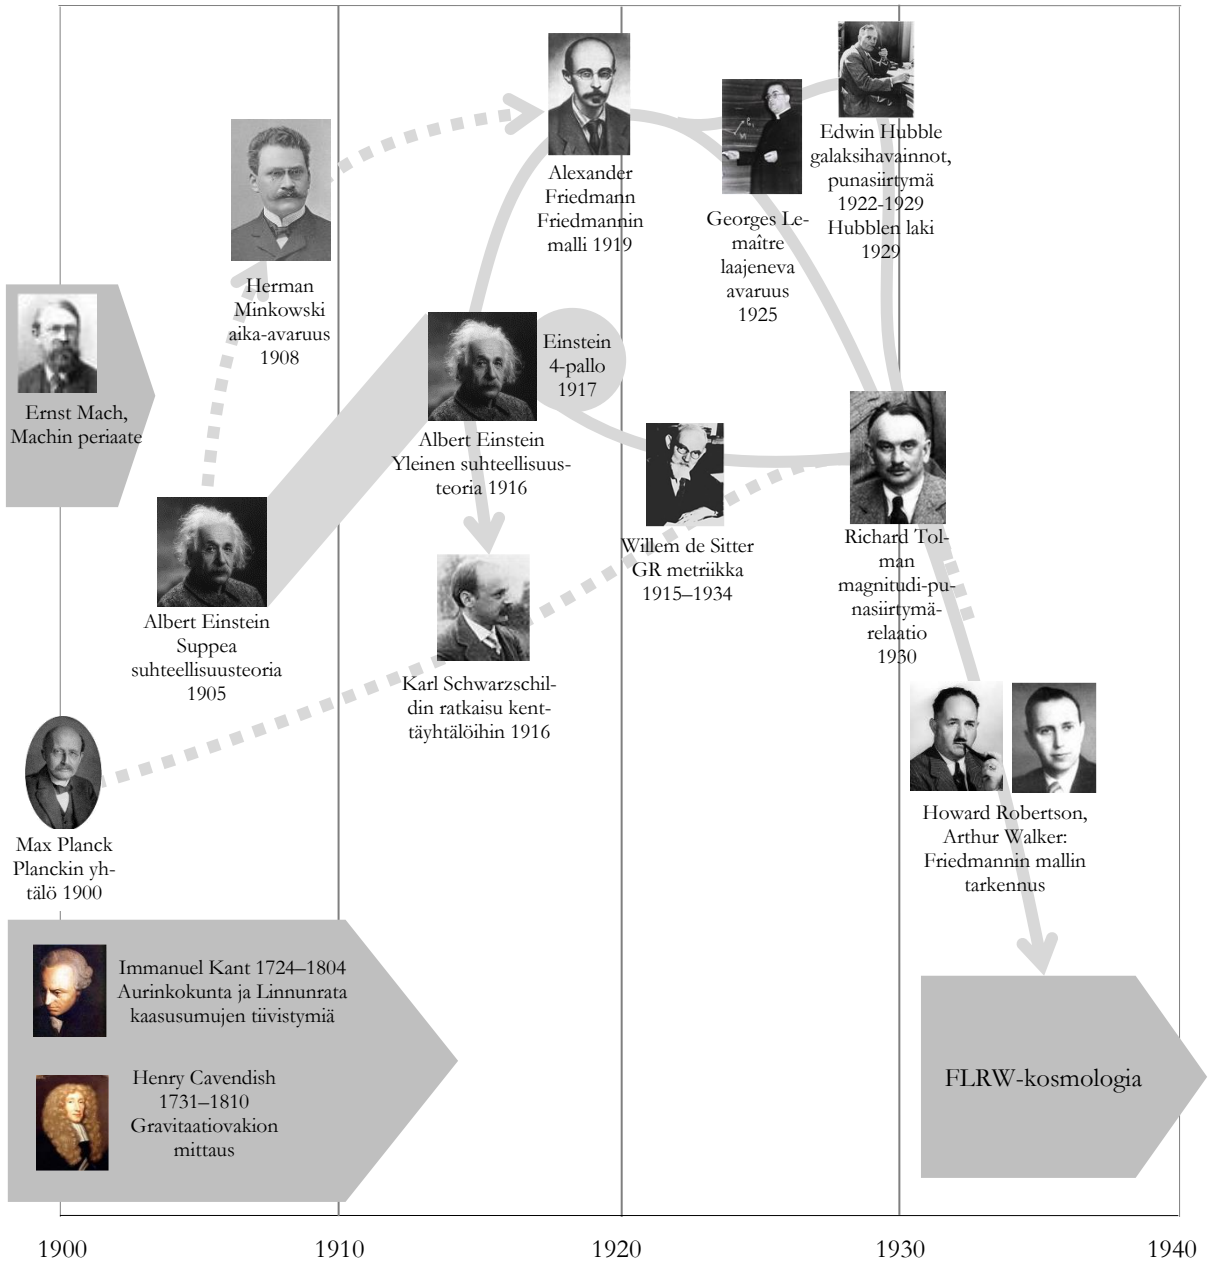 Alexander
Friedmann
Friedmannin
malli 1919
Georges Le-
maître
laajeneva
avaruus
1925
Edwin Hubble
galaksihavainnot,
punasiirtymä
1922-1929
Hubblen laki
1929
Herman
Minkowski
aika-avaruus
1908
Ernst Mach,
Machin periaate
Einstein
4-pallo
1917
Albert Einstein
Yleinen suhteellisuus-
teoria 1916
Albert Einstein
Suppea
suhteellisuusteoria
1905
Willem de Sitter
GR metriikka
1915–1934
Richard Tol-
man
magnitudi-pu-
nasiirtymä-
relaatio
1930
Karl Schwarzschil-
din ratkaisu kent-
täyhtälöihin 1916
Max Planck
Planckin yh-
tälö 1900
Howard Robertson,
Arthur Walker:
Friedmannin mallin
tarkennus
Immanuel Kant 1724–1804
Aurinkokunta ja Linnunrata
kaasusumujen tiivistymiä
Henry Cavendish
1731–1810
Gravitaatiovakion
mittaus
FLRW-kosmologia
1900 1910 1920 1930 1940